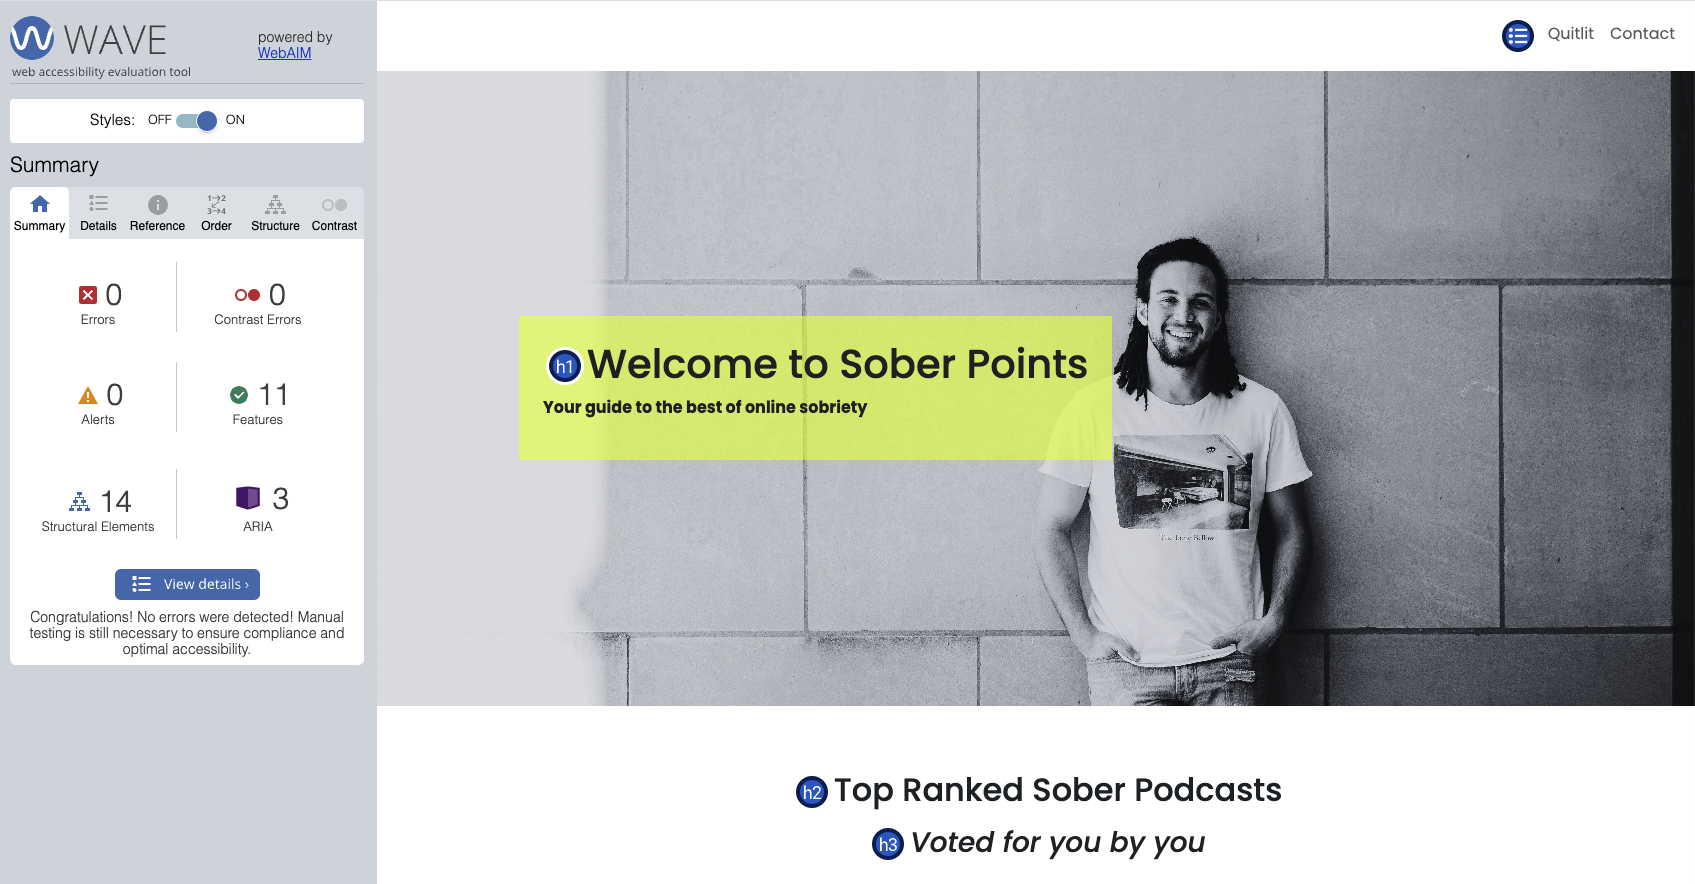 WAVE
powered by
WebAIM
web accessibility evaluation tool
Styles: OFF ON
Summary
Summary Details Reference Order Structure Contrast
0 0
Errors Contrast Errors
0 11
Alerts Features
14 3
Structural Elements ARIA
View details ›
Congratulations! No errors were detected! Manual
testing is still necessary to ensure compliance and
optimal accessibility.
Quitlit Contact
h1 Welcome to Sober Points
Your guide to the best of online sobriety
h2 Top Ranked Sober Podcasts
h3 Voted for you by you